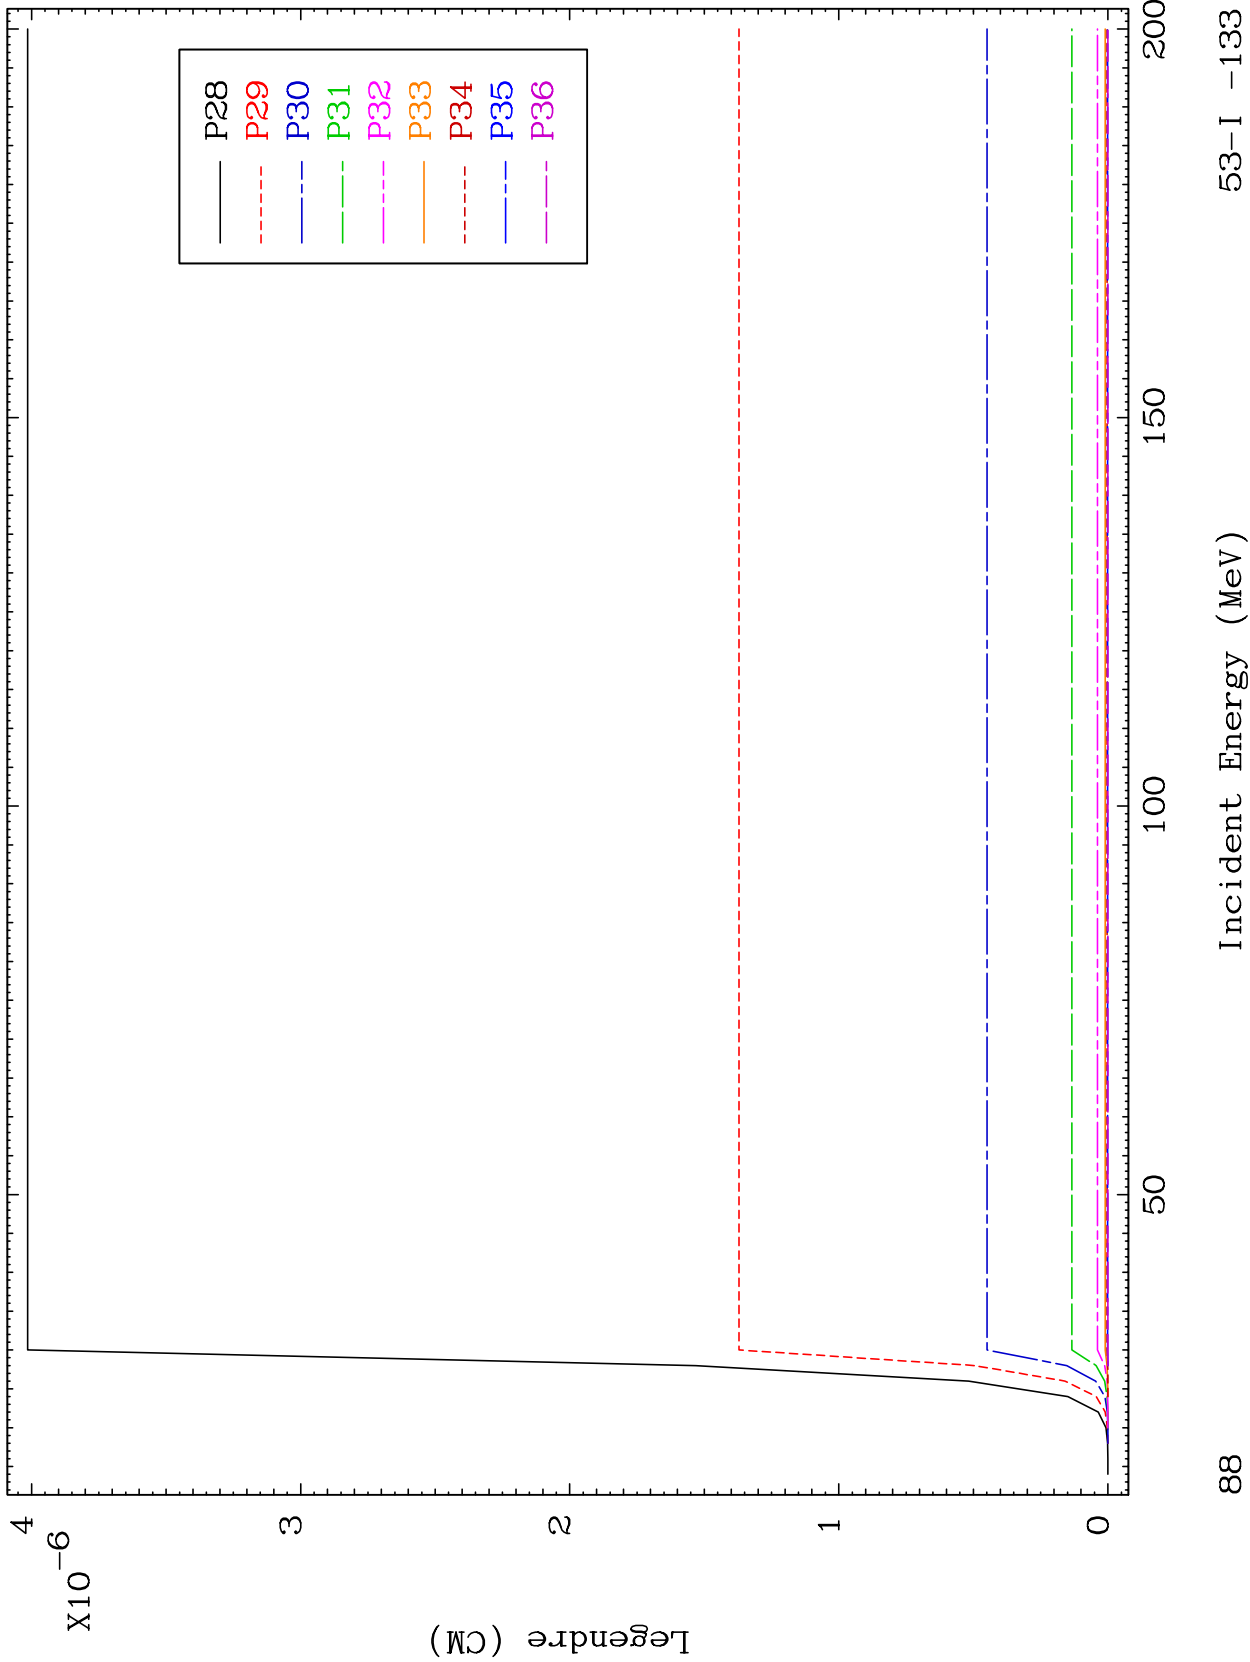 4
3
2
1
0
X10-6
Legendre (CM)
P28
P29
P30
P31
P32
P33
P34
P35
P36
50
100
150
200
88
Incident Energy (MeV)
53-I -133